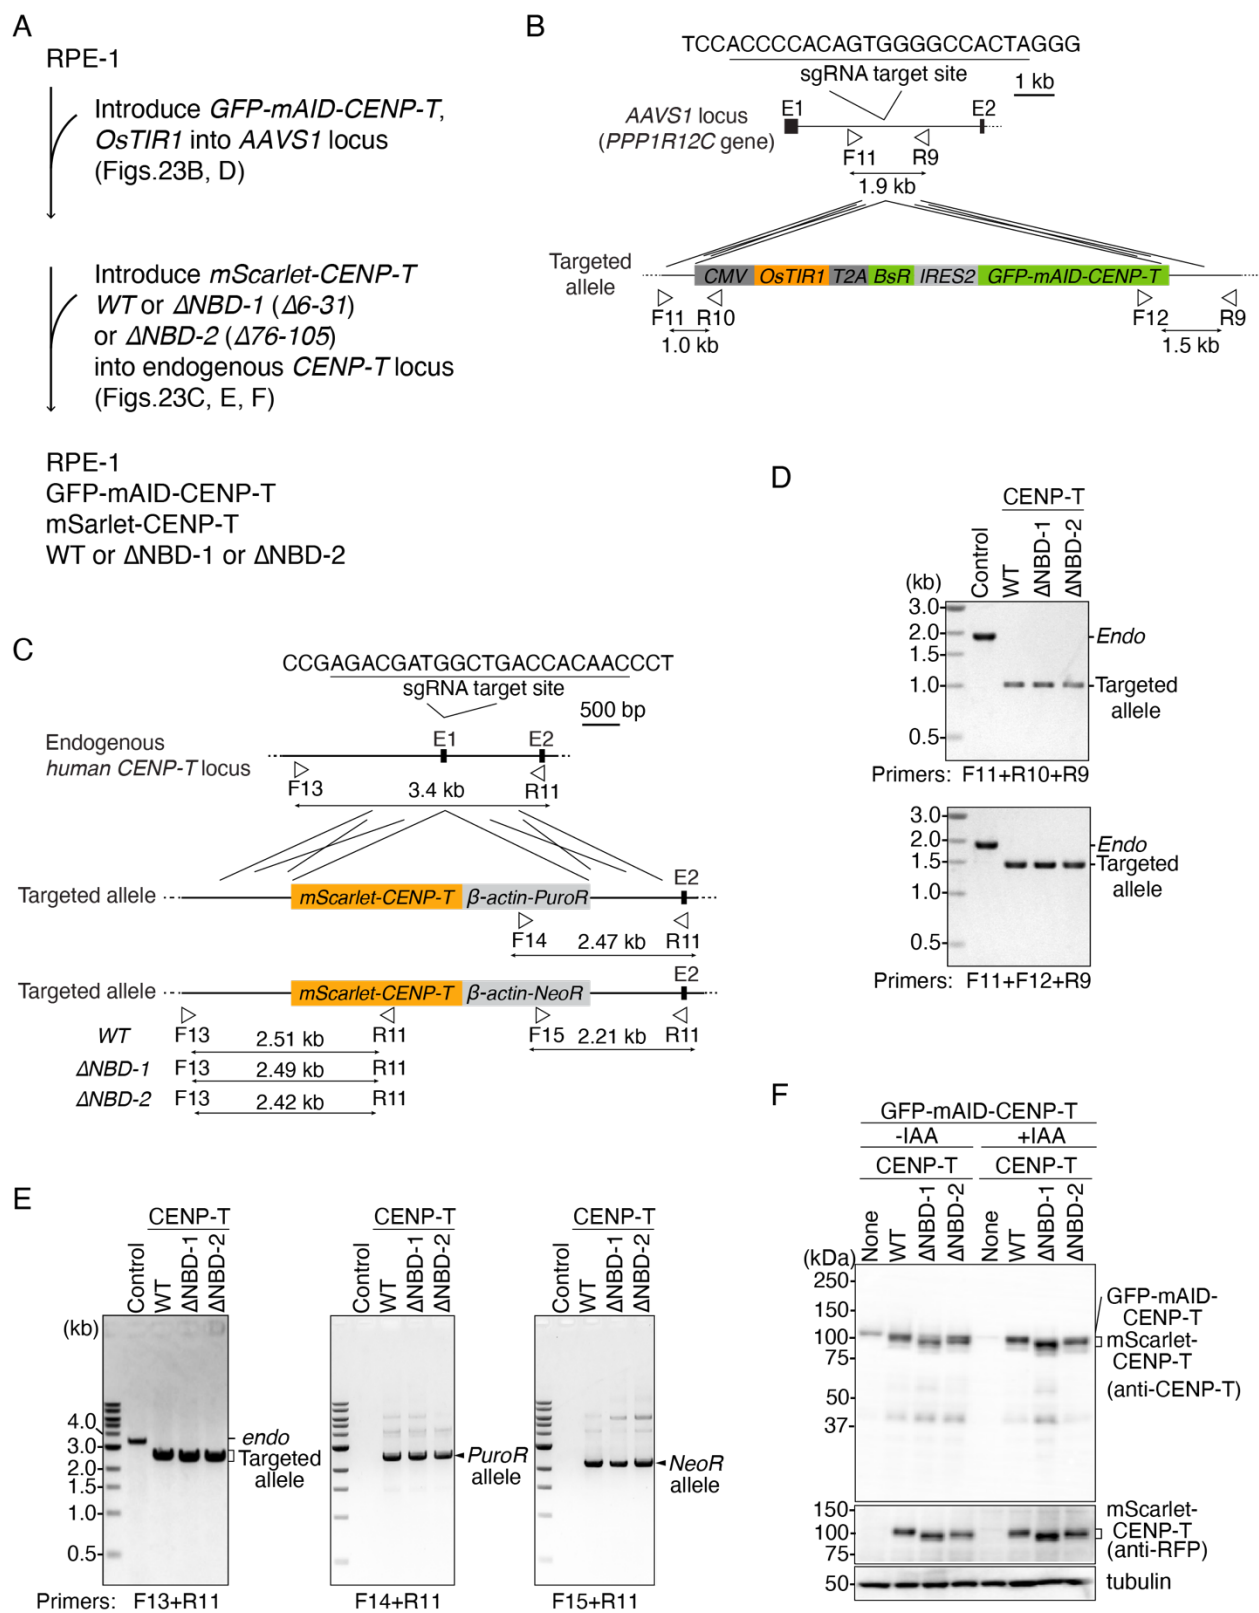 A
RPE-1
Introduce GFP-mAID-CENP-T,
OsTIR1 into AAVS1 locus
(Figs.23B, D)
Introduce mScarlet-CENP-T
WT or ΔNBD-1 (Δ6-31)
or ΔNBD-2 (Δ76-105)
into endogenous CENP-T locus
(Figs.23C, E, F)
RPE-1
GFP-mAID-CENP-T
mSarlet-CENP-T
WT or ΔNBD-1 or ΔNBD-2
B
TCCACCCCACAGTGGGGCCACTAGGG
sgRNA target site
1 kb
E1 E2
AAVS1 locus
(PPP1R12C gene)
F11 R9
1.9 kb
Targeted
allele
CMV OsTIR1 T2A BsR IRES2 GFP-mAID-CENP-T
F11 R10 F12 R9
1.0 kb 1.5 kb
C
CCGAGACGATGGCTGACCACAACCCT
sgRNA target site
500 bp
E1 E2
Endogenous
human CENP-T locus
F13 R11
3.4 kb
E2
Targeted allele mScarlet-CENP-T β-actin-PuroR
F14 2.47 kb R11
E2
Targeted allele mScarlet-CENP-T β-actin-NeoR
WT F13 2.51 kb R11 F15 2.21 kb R11
ΔNBD-1 F13 2.49 kb R11
ΔNBD-2 F13 2.42 kb R11
D
CENP-T
Control WT ΔNBD-1 ΔNBD-2
(kb)
3.0
2.0 Endo
1.5
1.0 Targeted
allele
0.5
Primers: F11+R10+R9
3.0
2.0 Endo
1.5 Targeted
allele
1.0
0.5
Primers: F11+F12+R9
E
CENP-T
Control WT ΔNBD-1 ΔNBD-2
(kb)
4.0
3.0 endo
Targeted
allele
2.0
1.5
1.0
0.5
Primers: F13+R11
CENP-T
Control WT ΔNBD-1 ΔNBD-2
PuroR
allele
F14+R11
CENP-T
Control WT ΔNBD-1 ΔNBD-2
NeoR
allele
F15+R11
F
GFP-mAID-CENP-T
-IAA +IAA
CENP-T CENP-T
None WT ΔNBD-1 ΔNBD-2 None WT ΔNBD-1 ΔNBD-2
(kDa)
250
150
100
75
50
37
GFP-mAID-
CENP-T
mScarlet-
CENP-T
(anti-CENP-T)
150
100
75
mScarlet-
CENP-T
(anti-RFP)
50 tubulin